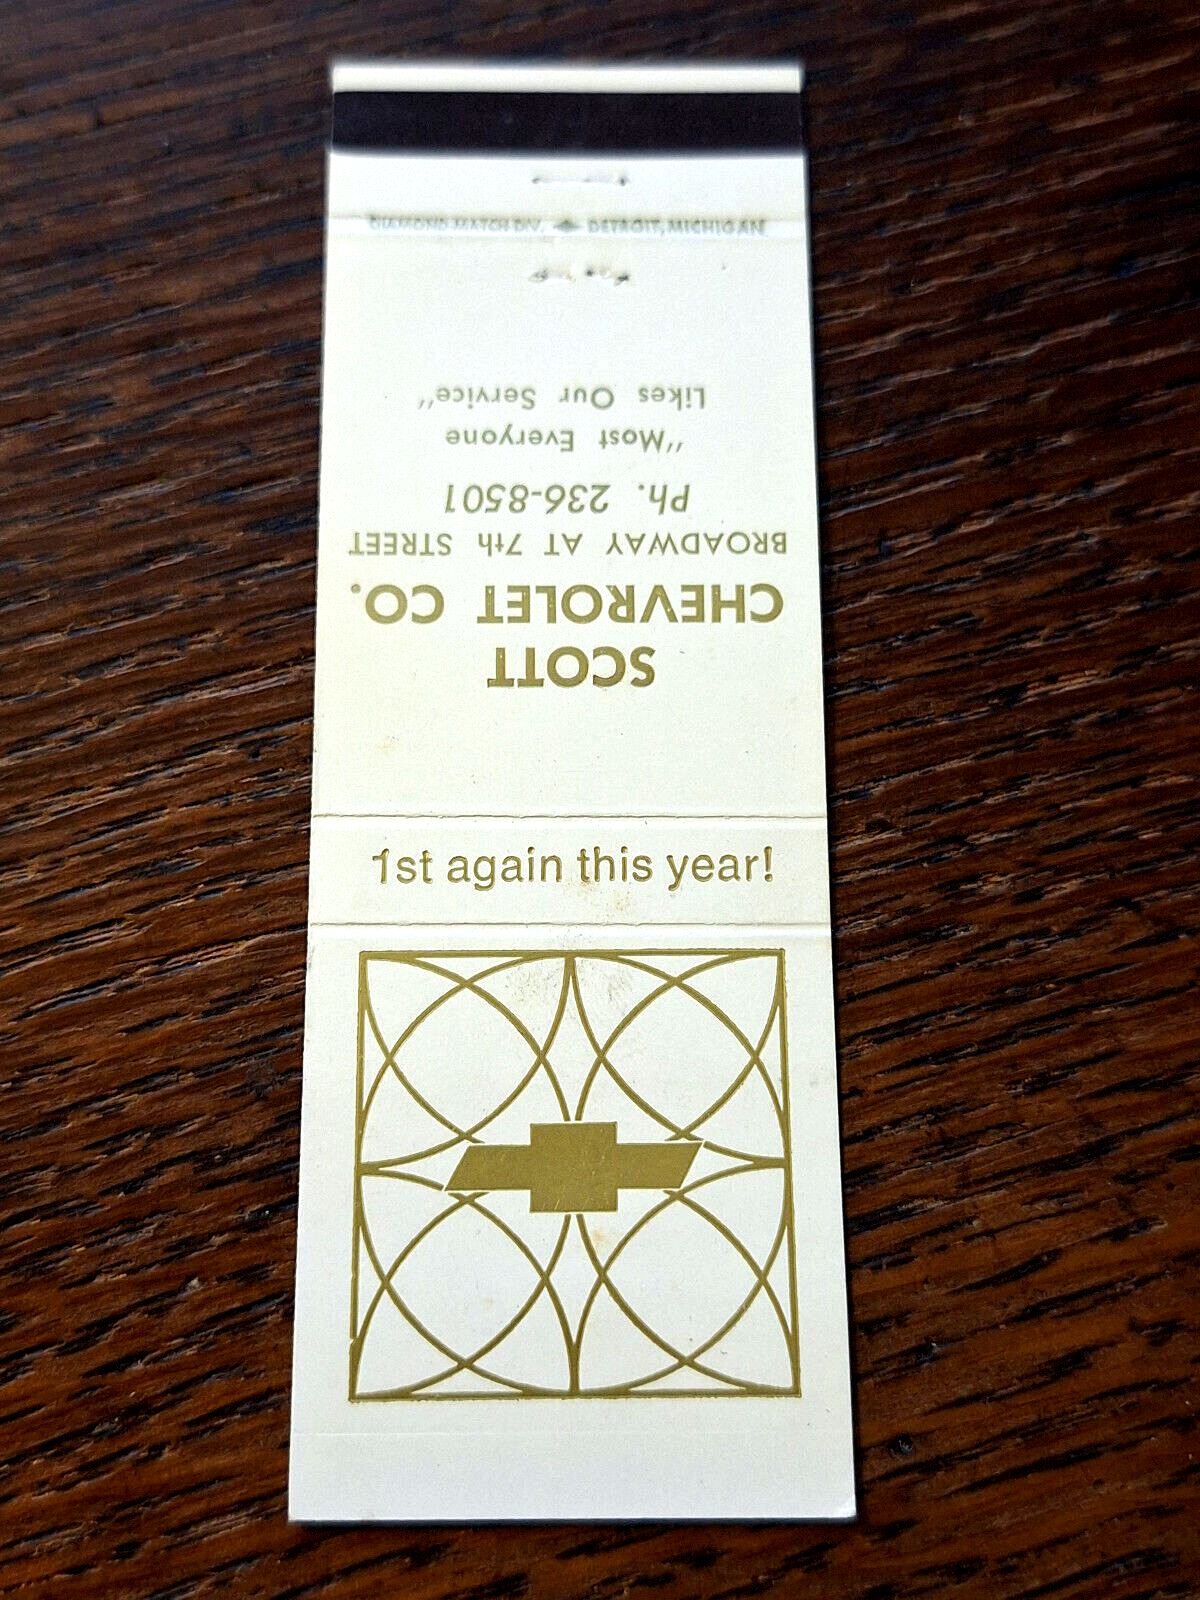 DIAMOND MATCH DIV. DETROIT, MICHIGAN
SCOTT
CHEVROLET CO.
BROADWAY AT 7th STREET
Ph. 236-8501
"Most Everyone
Likes Our Service"
1st again this year!